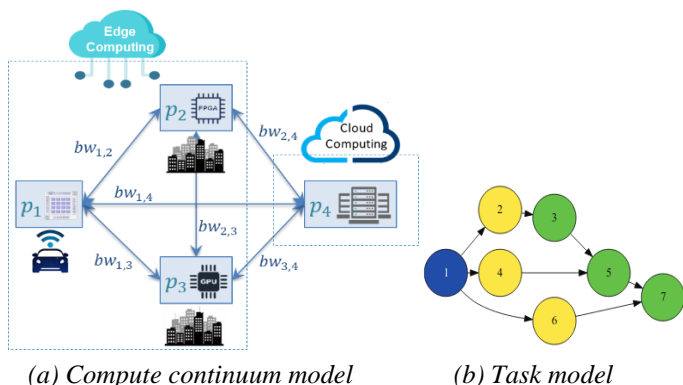 Edge
Computing
p2
FPGA
bw1,2
bw2,4
Cloud
Computing
p1
bw1,4
p4
bw2,3
bw1,3
bw3,4
p3
GPU
2
3
1
4
5
6
7
(a) Compute continuum model
(b) Task model